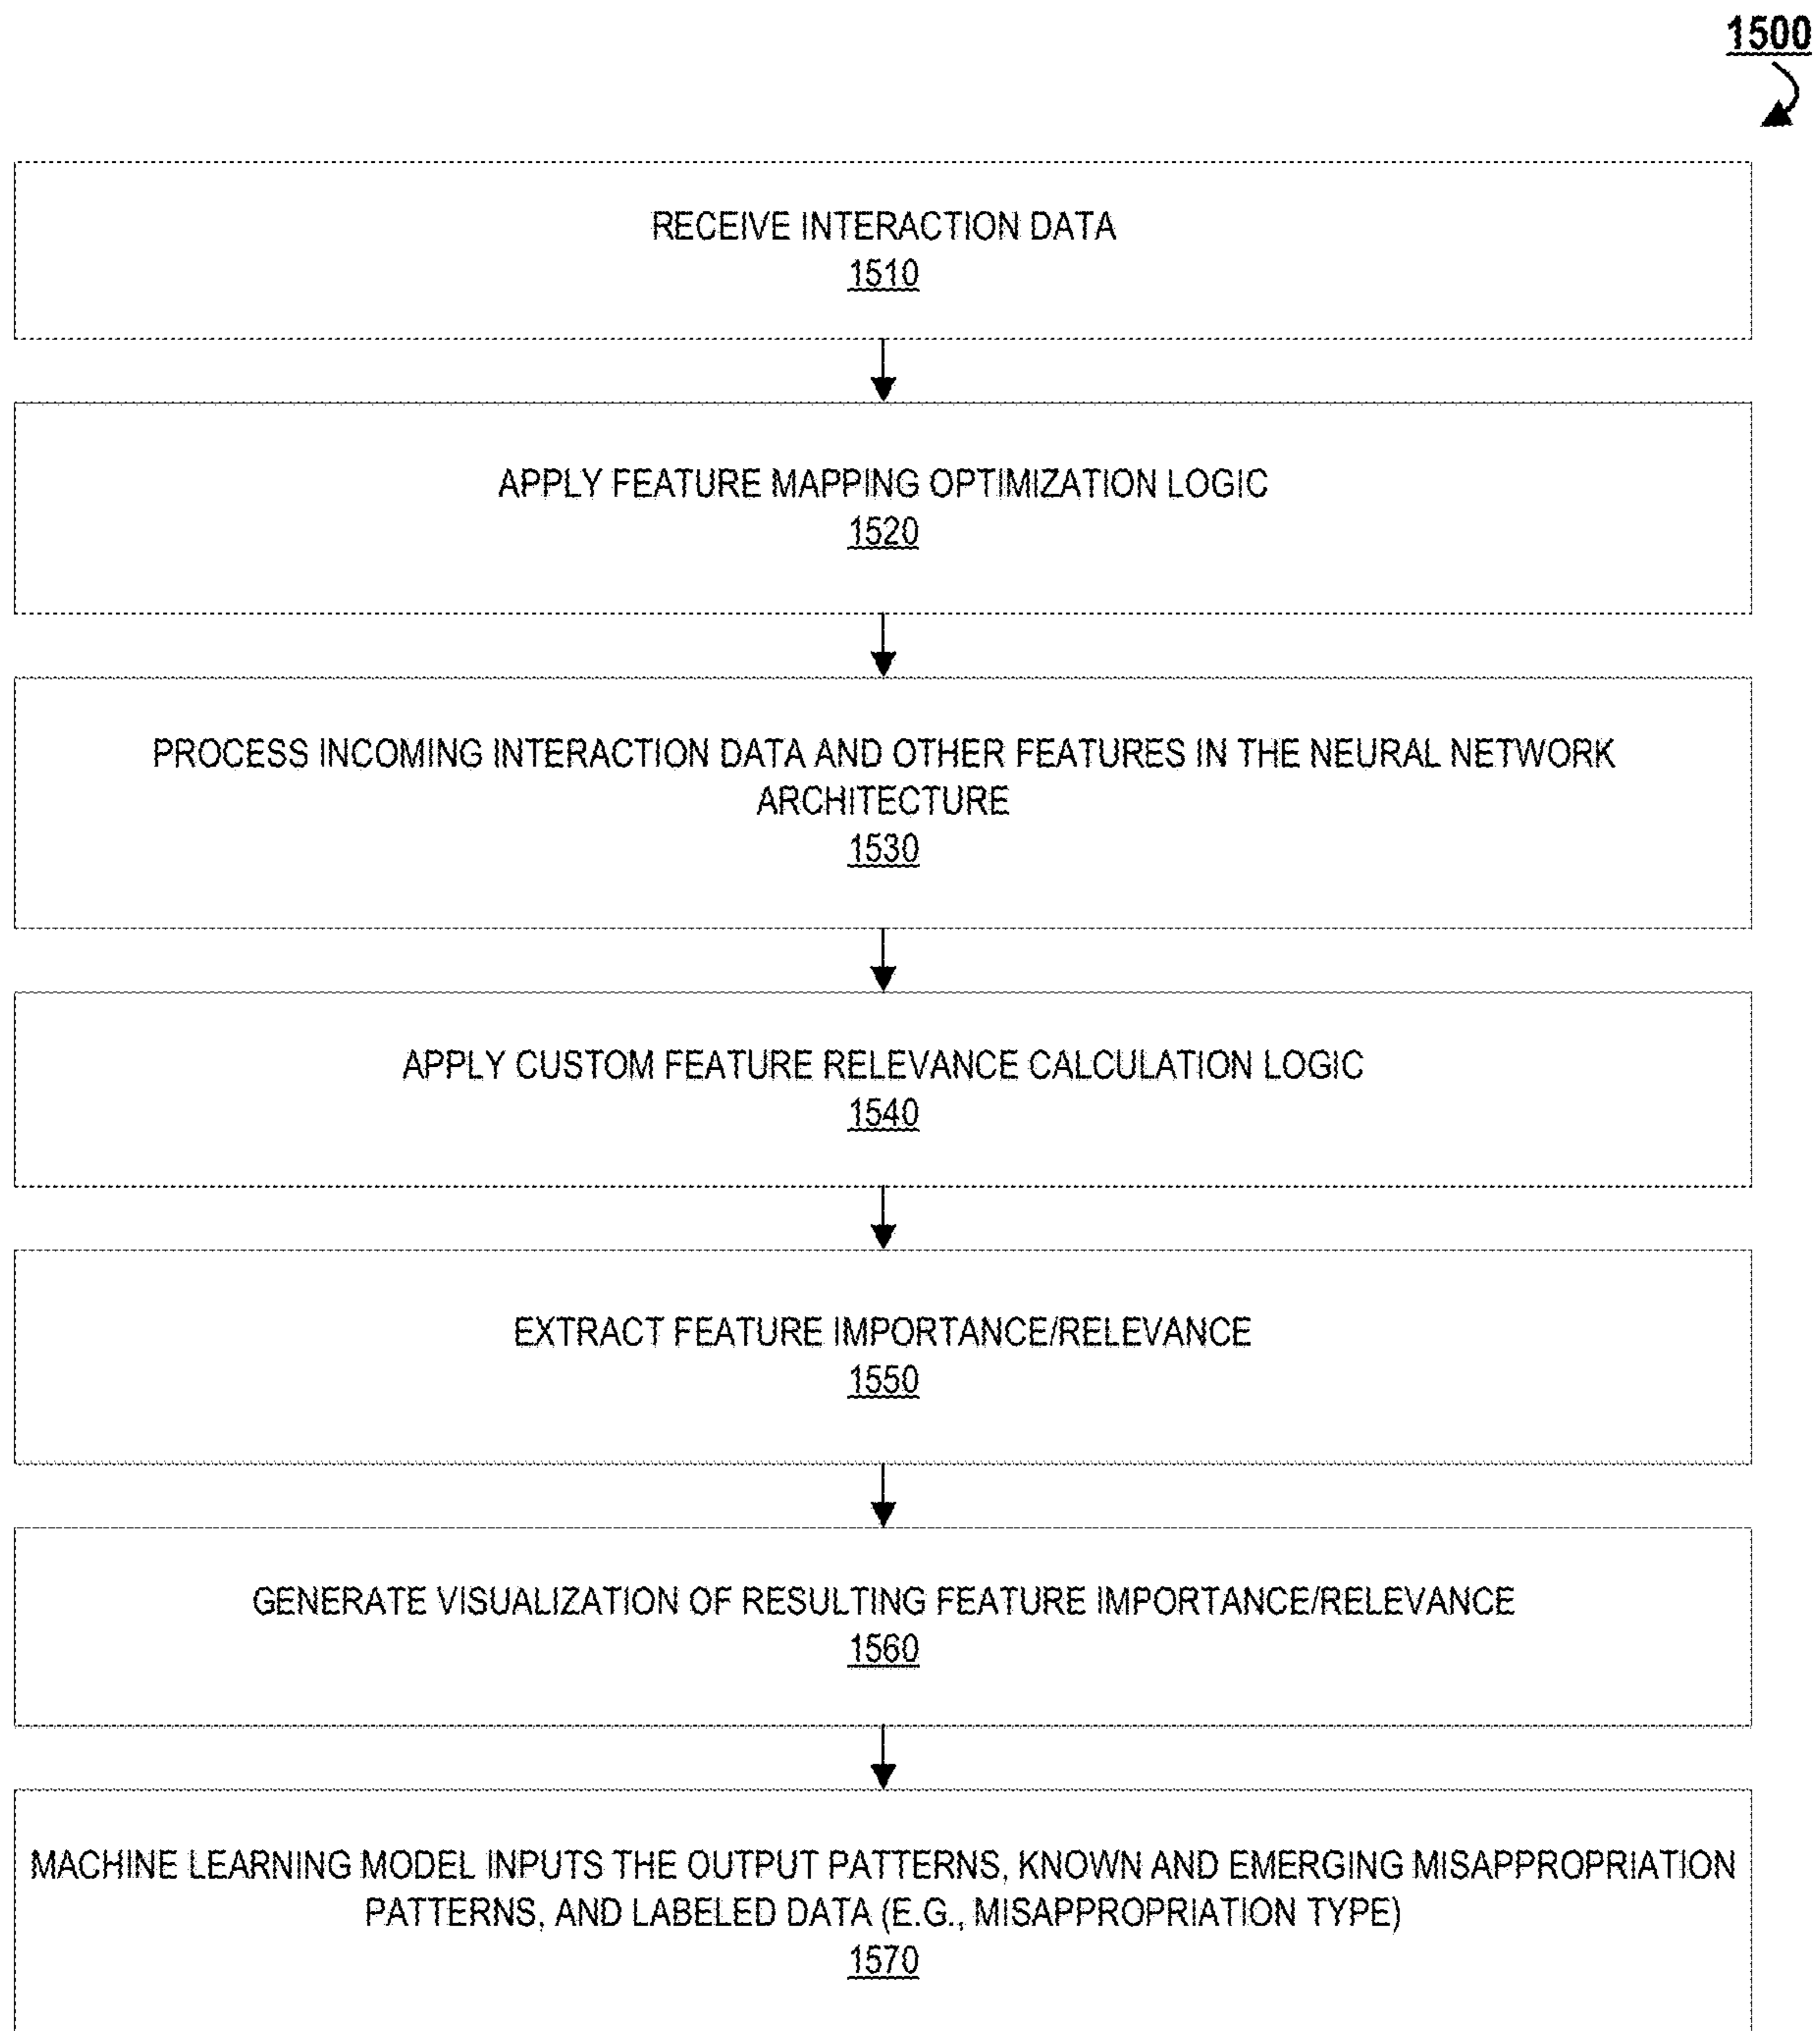 1500
RECEIVE INTERACTION DATA
1510
APPLY FEATURE MAPPING OPTIMIZATION LOGIC
1520
PROCESS INCOMING INTERACTION DATA AND OTHER FEATURES IN THE NEURAL NETWORK
ARCHITECTURE
1530
APPLY CUSTOM FEATURE RELEVANCE CALCULATION LOGIC
1540
EXTRACT FEATURE IMPORTANCE/RELEVANCE
1550
GENERATE VISUALIZATION OF RESULTING FEATURE IMPORTANCE/RELEVANCE
1560
MACHINE LEARNING MODEL INPUTS THE OUTPUT PATTERNS, KNOWN AND EMERGING MISAPPROPRIATION
PATTERNS, AND LABELED DATA (E.G., MISAPPROPRIATION TYPE)
1570